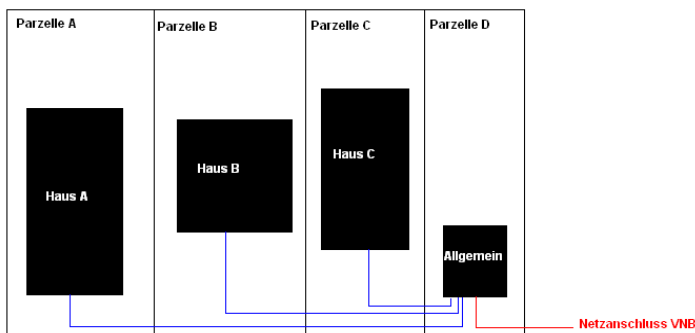 Parzelle A
Parzelle B
Parzelle C
Parzelle D
Haus A
Haus B
Haus C
Allgemein
Netzanschluss VNB